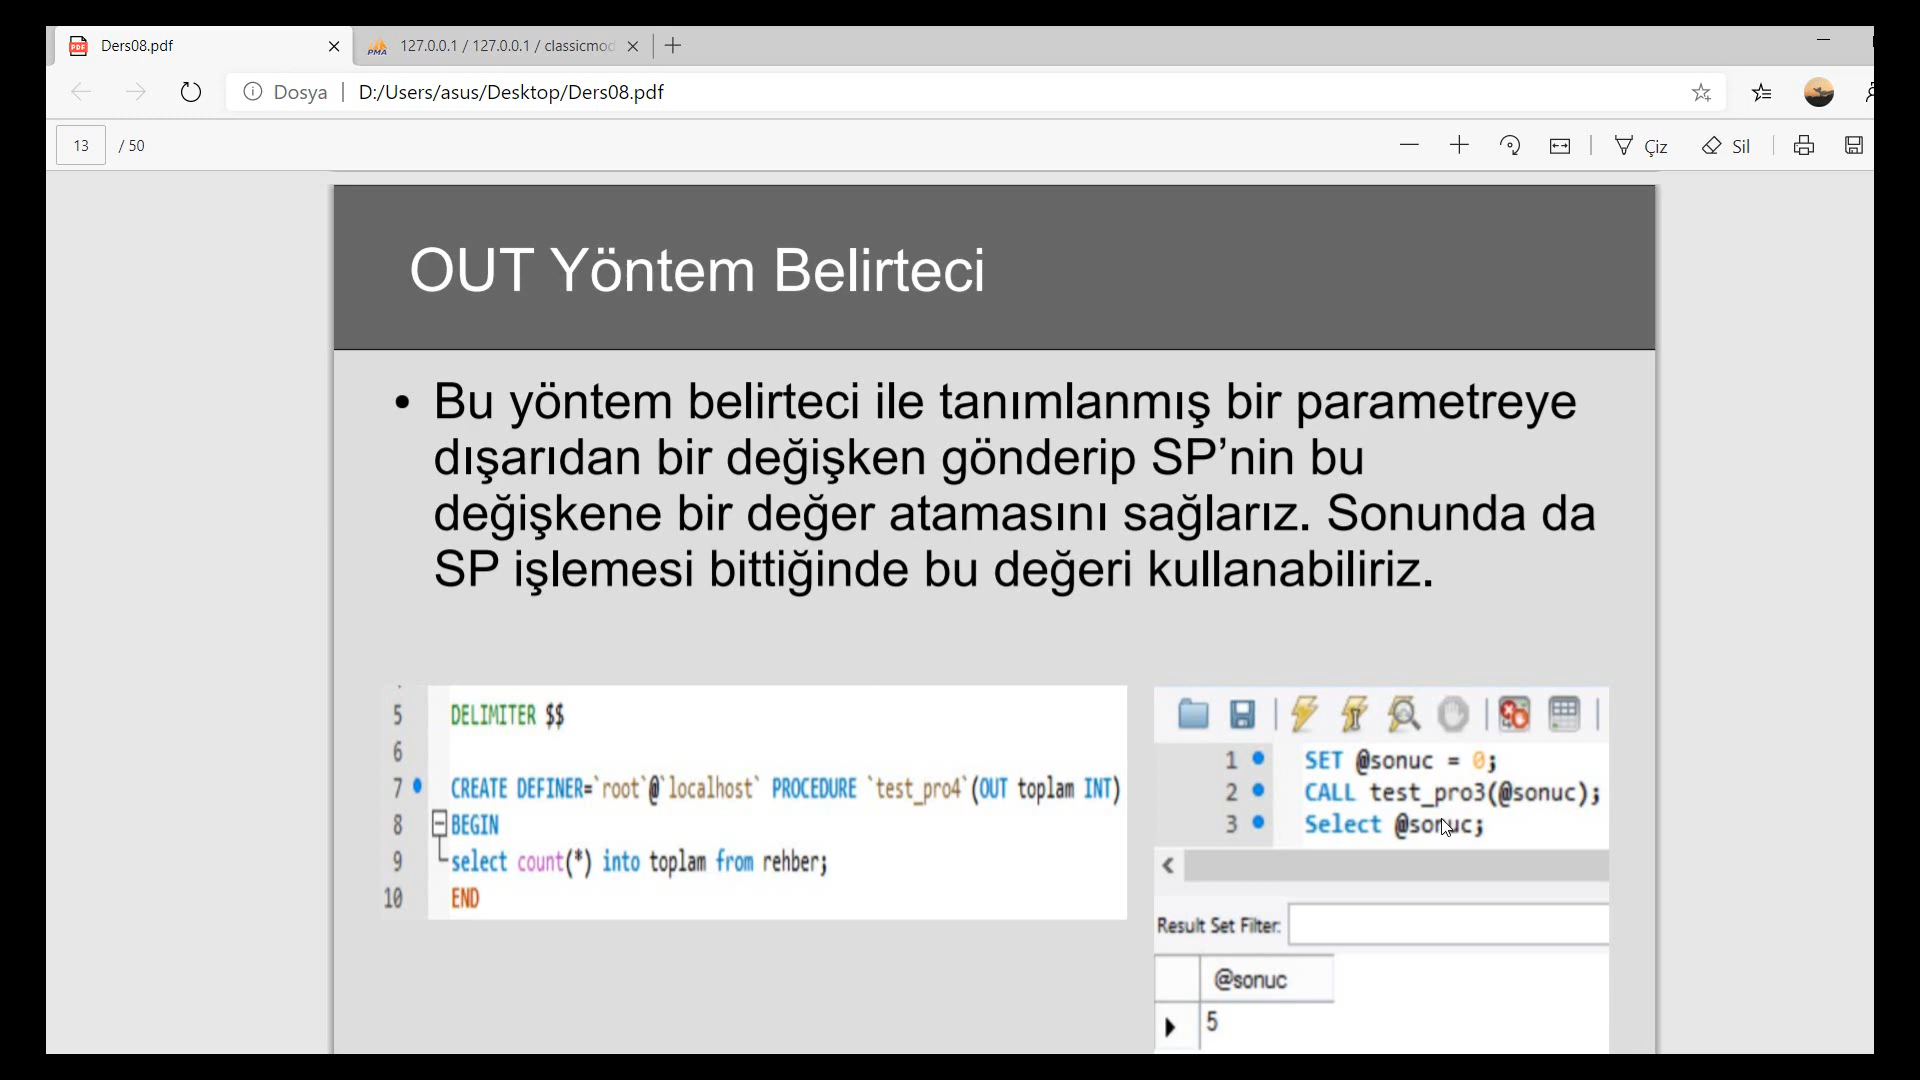 Ders08.pdf
127.0.0.1 / 127.0.0.1 / classicmod
Dosya
D:/Users/asus/Desktop/Ders08.pdf
13 / 50
Çiz
Sil
OUT Yöntem Belirteci
• Bu yöntem belirteci ile tanımlanmış bir parametreye
dışarıdan bir değişken gönderip SP’nin bu
değişkene bir değer atamasını sağlarız. Sonunda da
SP işlemesi bittiğinde bu değeri kullanabiliriz.
5 DELIMITER $$
6
7 CREATE DEFINER=`root`@`localhost` PROCEDURE `test_pro4`(OUT toplam INT)
8 BEGIN
9 select count(*) into toplam from rehber;
10 END
1 SET @sonuc = 0;
2 CALL test_pro3(@sonuc);
3 Select @sonuc;
Result Set Filter:
@sonuc
5